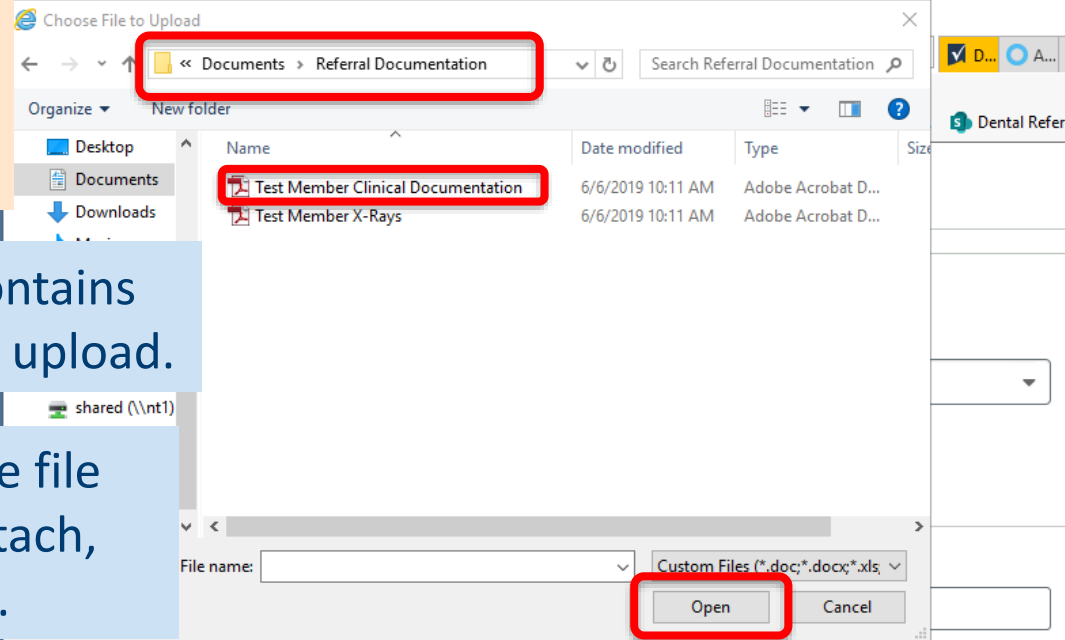 Choose File to Upload
« Documents > Referral Documentation
Search Referral Documentation
D... A...
Organize New folder
Dental Refer
Desktop
Documents
Downloads
Name Date modified Type Size
Test Member Clinical Documentation 6/6/2019 10:11 AM Adobe Acrobat D...
Test Member X-Rays 6/6/2019 10:11 AM Adobe Acrobat D...
ontains
upload.
shared (\\nt1)
e file
tach,
.
File name: Custom Files (*.doc;*.docx;*.xls;
Open Cancel